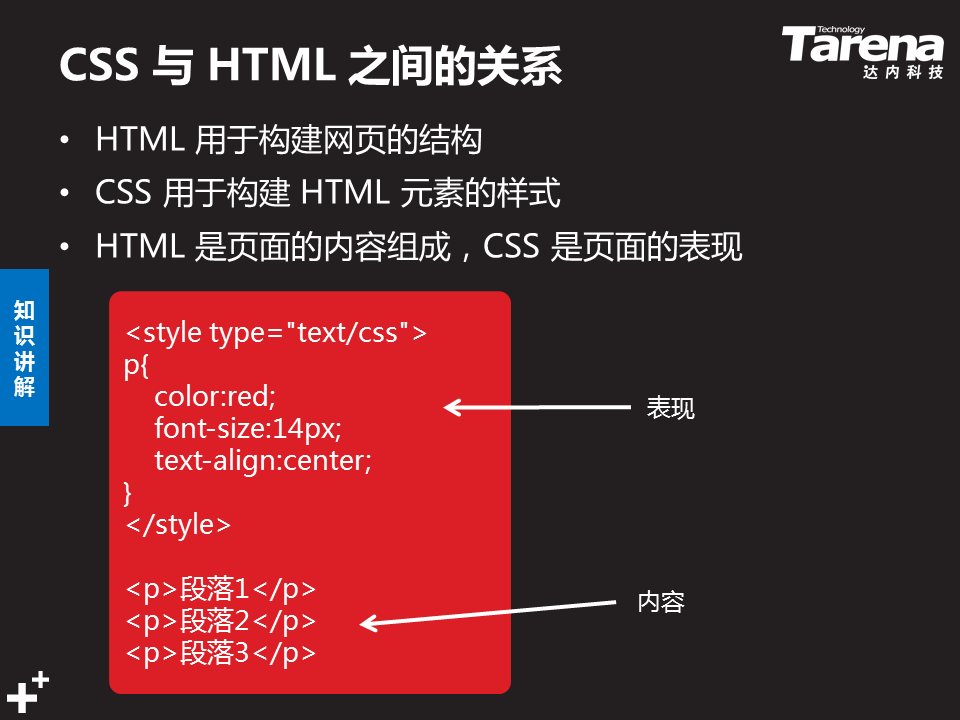 CSS 与 HTML 之间的关系
Technology
Tarena
达内科技
• HTML 用于构建网页的结构
• CSS 用于构建 HTML 元素的样式
• HTML 是页面的内容组成，CSS 是页面的表现
知识讲解
<style type="text/css">
p{
    color:red;
    font-size:14px;
    text-align:center;
}
</style>
表现
<p>段落1</p>
<p>段落2</p>
<p>段落3</p>
内容